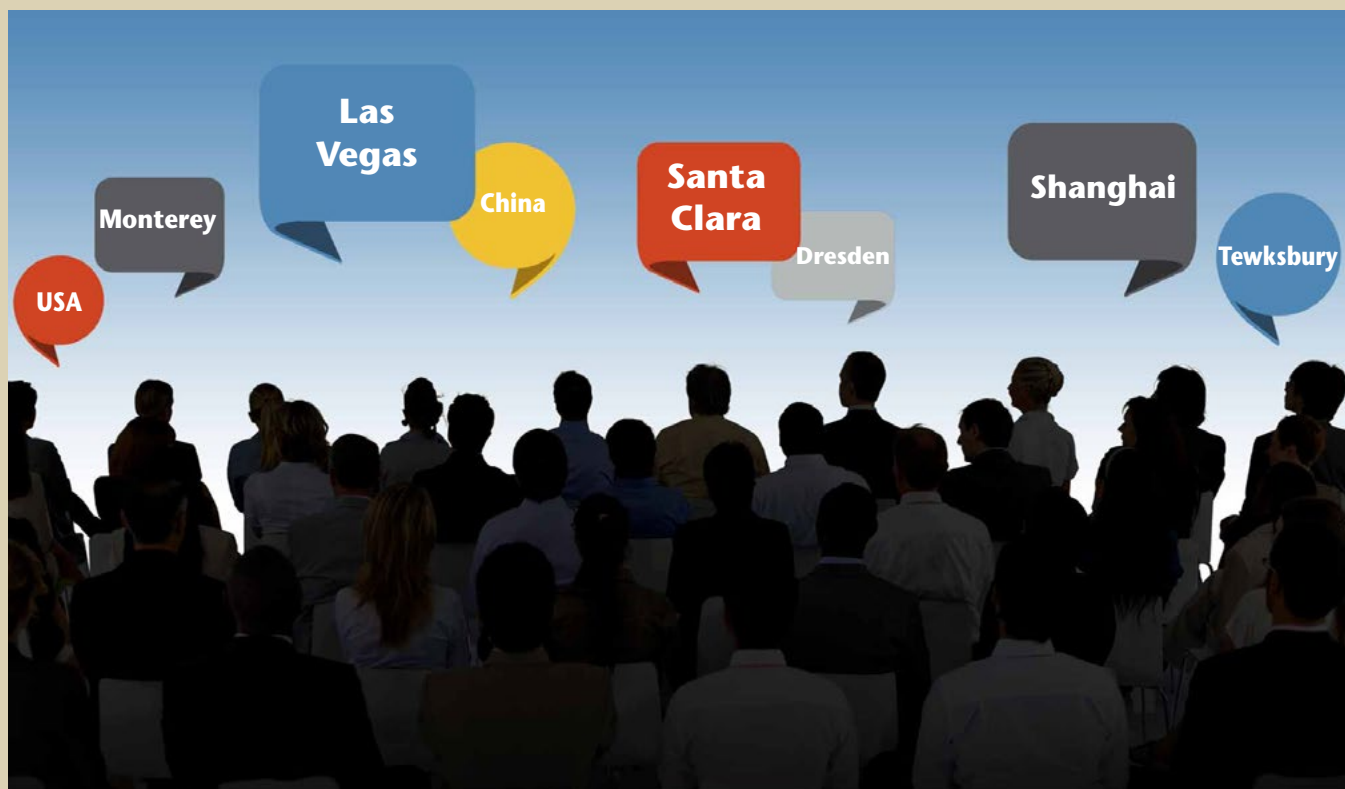 USA
Monterey
Las
Vegas
China
Santa
Clara
Dresden
Shanghai
Tewksbury